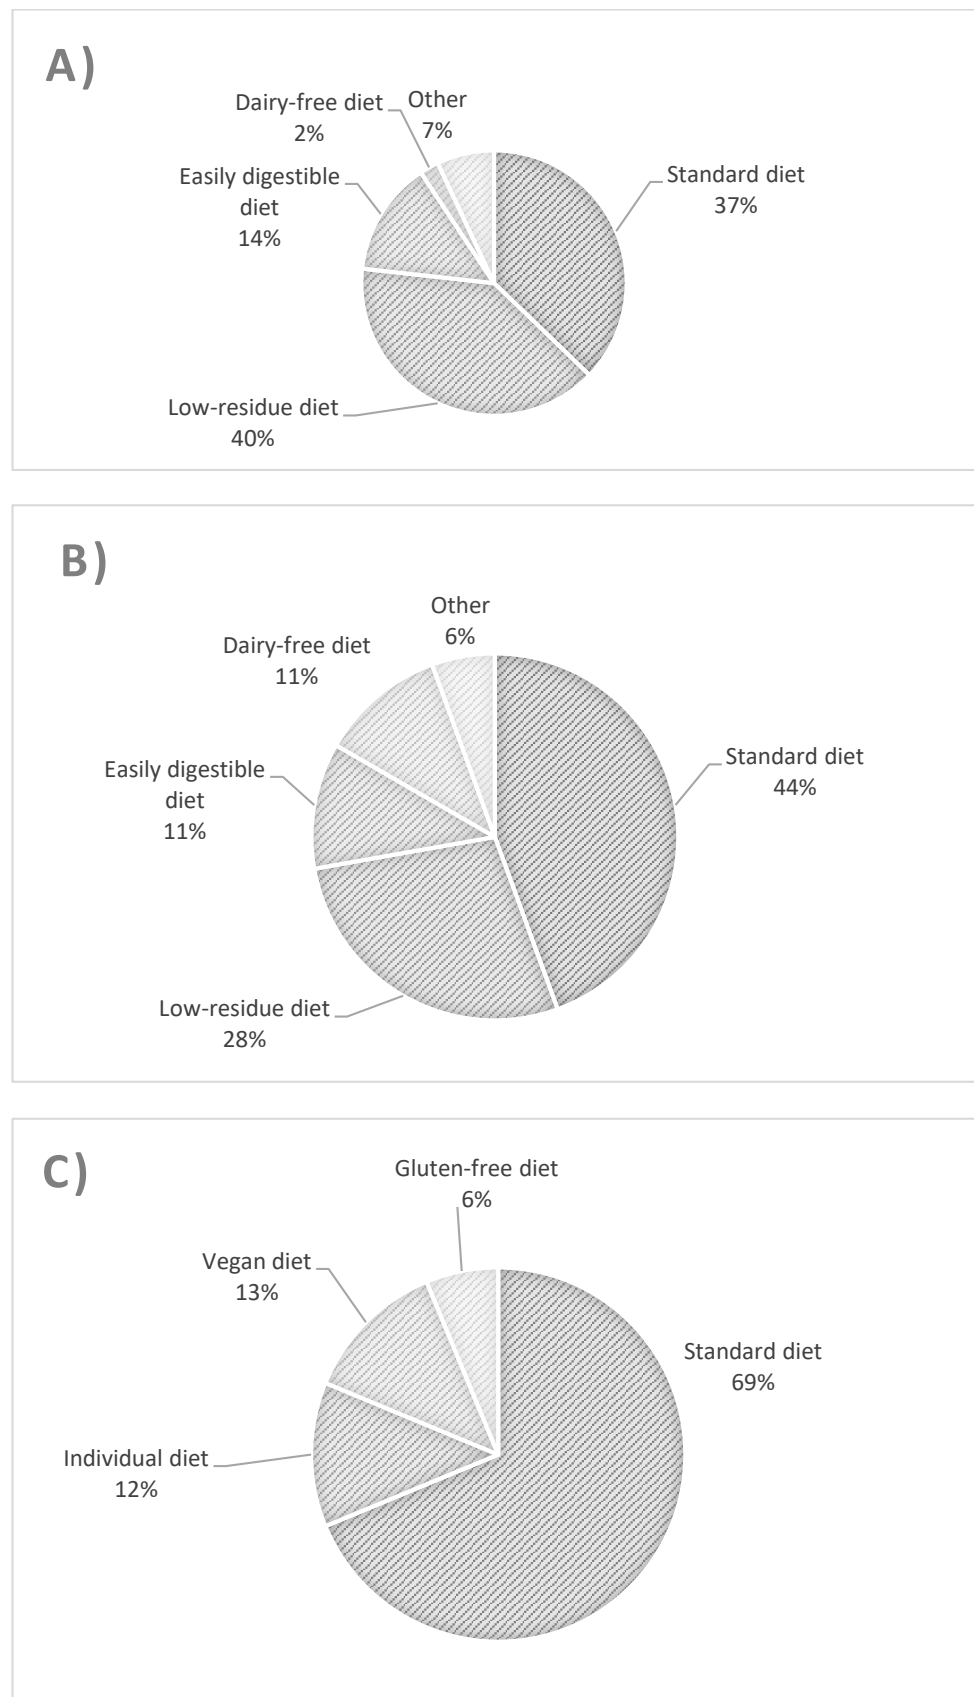 A)
Dairy-free diet
2%
Other
7%
Easily digestible
diet
14%
Standard diet
37%
Low-residue diet
40%
B)
Other
6%
Dairy-free diet
11%
Easily digestible
diet
11%
Standard diet
44%
Low-residue diet
28%
C)
Gluten-free diet
6%
Vegan diet
13%
Standard diet
69%
Individual diet
12%